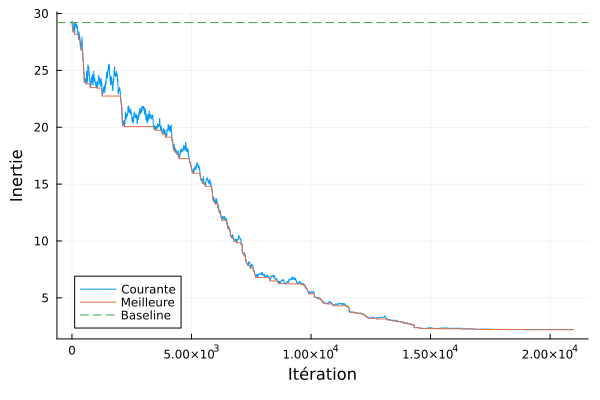 30
25
20
15
10
5
Inertie
Courante
Meilleure
Baseline
0
5.00×10³
1.00×10⁴
1.50×10⁴
2.00×10⁴
Itération